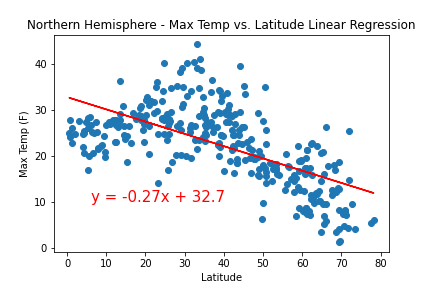 Northern Hemisphere - Max Temp vs. Latitude Linear Regression
Max Temp (F)
40
30
20
10
0
y = -0.27x + 32.7
0 10 20 30 40 50 60 70 80
Latitude